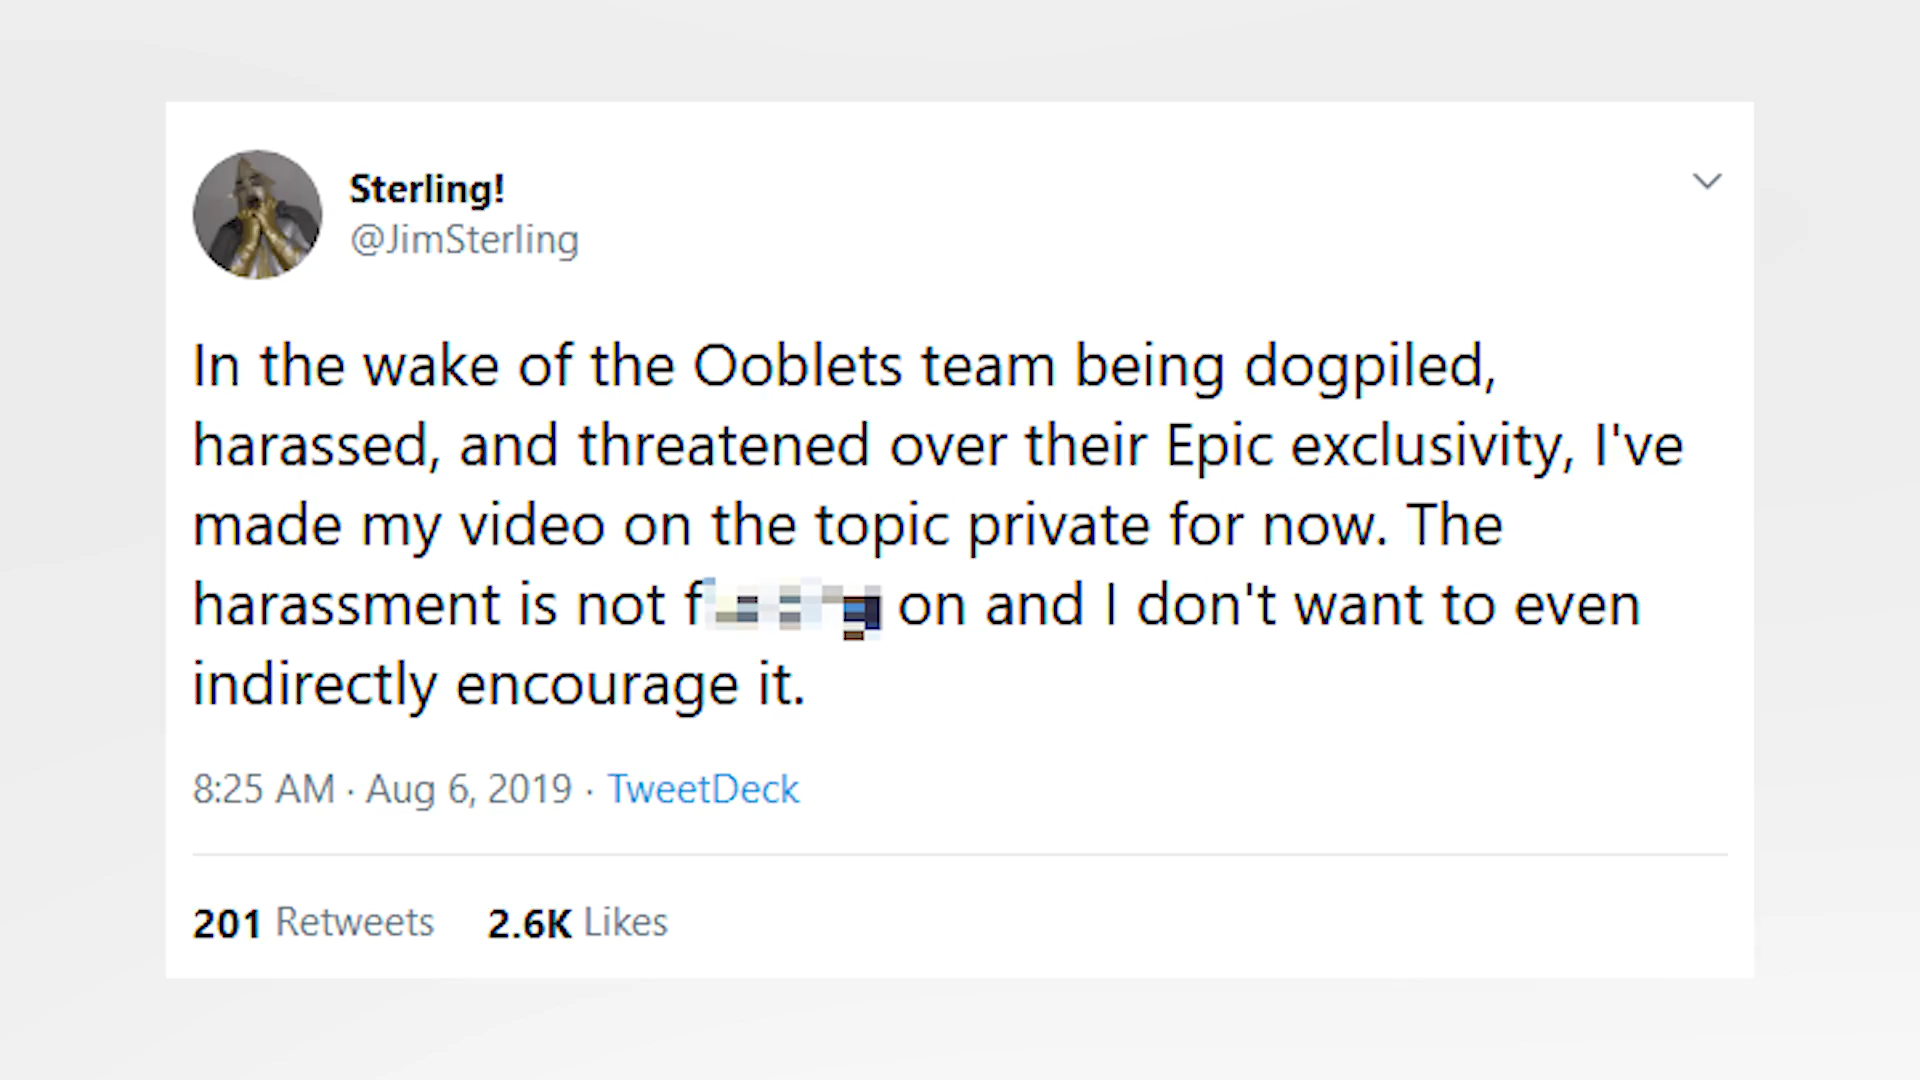 Sterling!
@JimSterling
In the wake of the Ooblets team being dogpiled,
harassed, and threatened over their Epic exclusivity, I've
made my video on the topic private for now. The
harassment is not on and I don't want to even
indirectly encourage it.
8:25 AM · Aug 6, 2019 · TweetDeck
201 Retweets 2.6K Likes